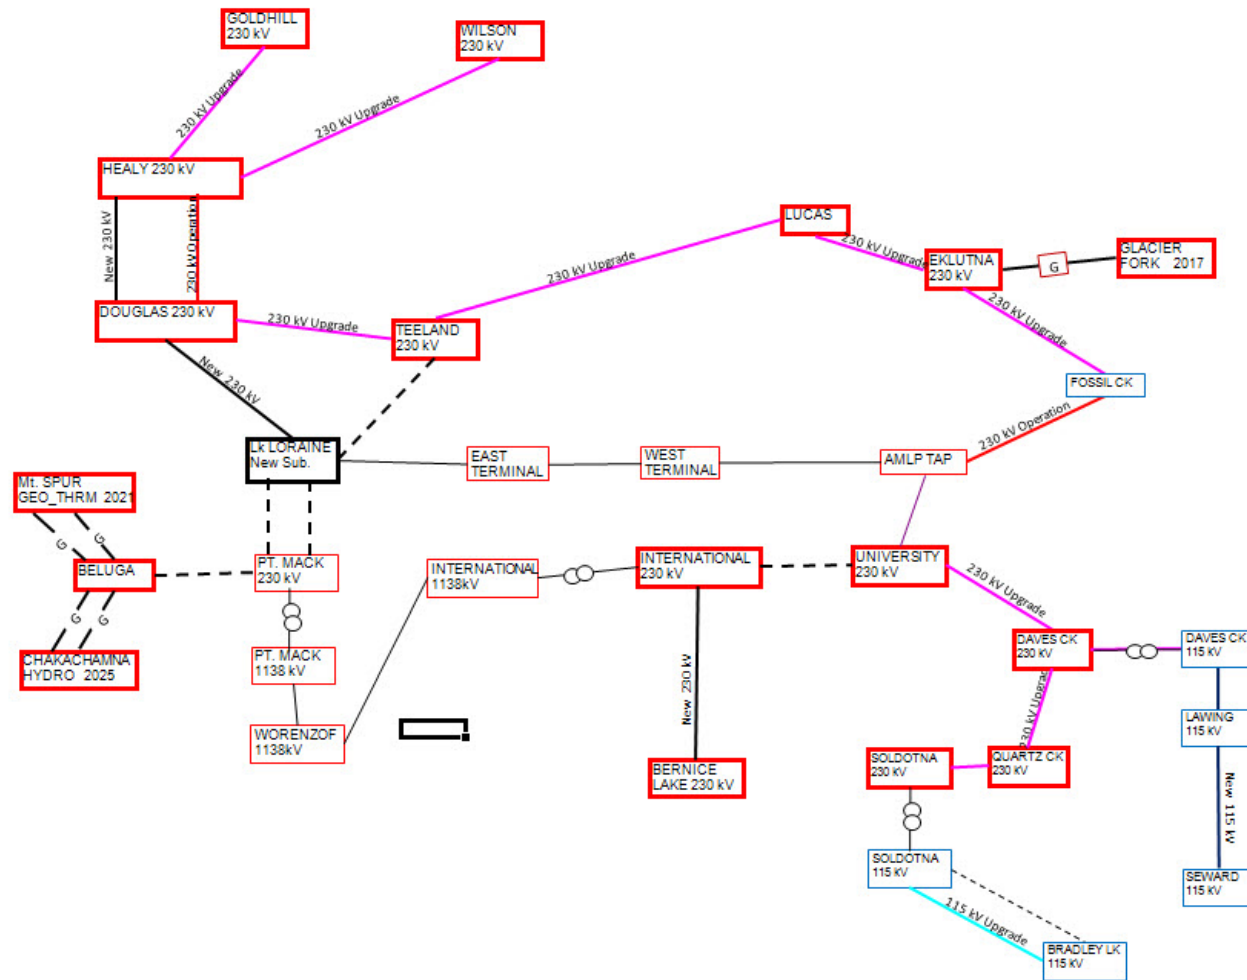 GOLDHILL
230 kV
WILSON
230 kV
230 kV Upgrade
230 kV Upgrade
HEALY 230 kV
New 230 kV
230 kV Operation
DOUGLAS 230 kV
230 kV Upgrade
TEELAND
230 kV
230 kV Upgrade
LUCAS
230 kV Upgrade
EKLUTNA
230 kV
G
GLACIER
FORK 2017
230 kV Upgrade
FOSSIL CK
230 kV Operation
New 230 kV
Lk LORAINE
New Sub.
EAST
TERMINAL
WEST
TERMINAL
AMLP TAP
Mt. SPUR
GEO_THRM 2021
G
G
BELUGA
G
G
CHAKACHAMNA
HYDRO 2025
PT. MACK
230 kV
PT. MACK
1138 kV
WORENZOF
1138kV
INTERNATIONAL
1138kV
INTERNATIONAL
230 kV
UNIVERSITY
230 kV
New 230 kV
BERNICE
LAKE 230 kV
230 kV Upgrade
DAVES CK
230 kV
DAVES CK
115 kV
230 kV Upgrad
LAWING
115 kV
SOLDOTNA
230 kV
QUARTZ CK
230 kV
New 115 kV
SOLDOTNA
115 kV
SEWARD
115 kV
115 kV Upgrade
BRADLEY LK
115 kV